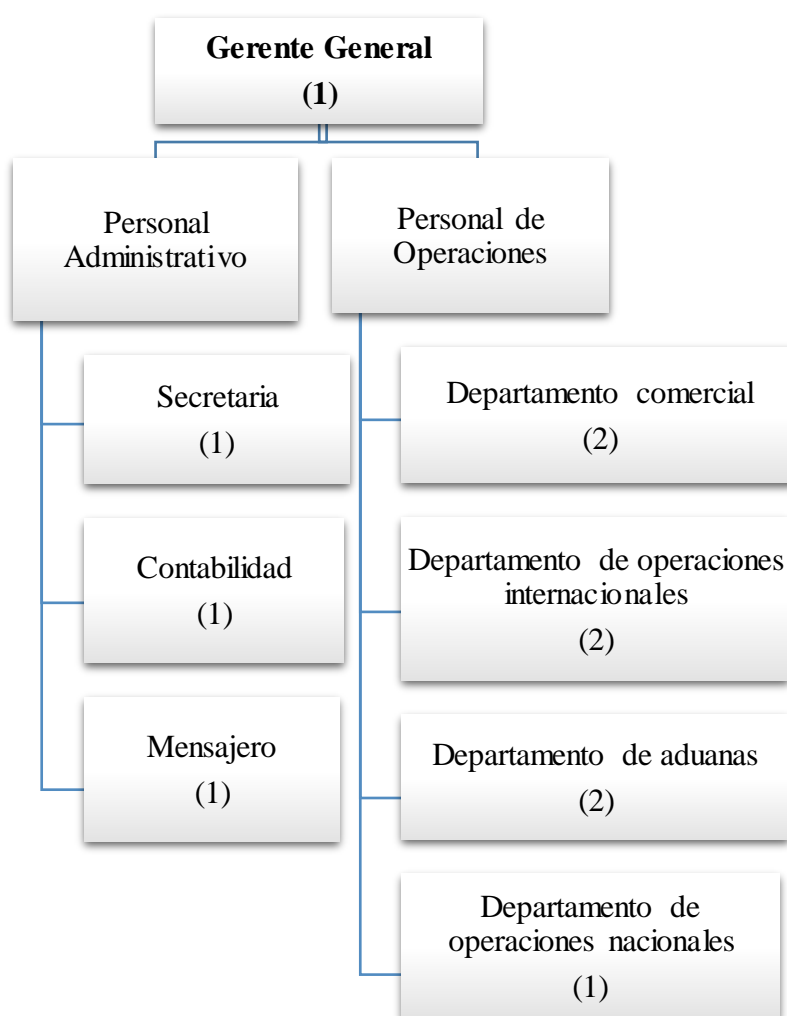 Gerente General
(1)
Personal
Administrativo
Personal de
Operaciones
Secretaria
(1)
Contabilidad
(1)
Mensajero
(1)
Departamento comercial
(2)
Departamento de operaciones
internacionales
(2)
Departamento de aduanas
(2)
Departamento de
operaciones nacionales
(1)